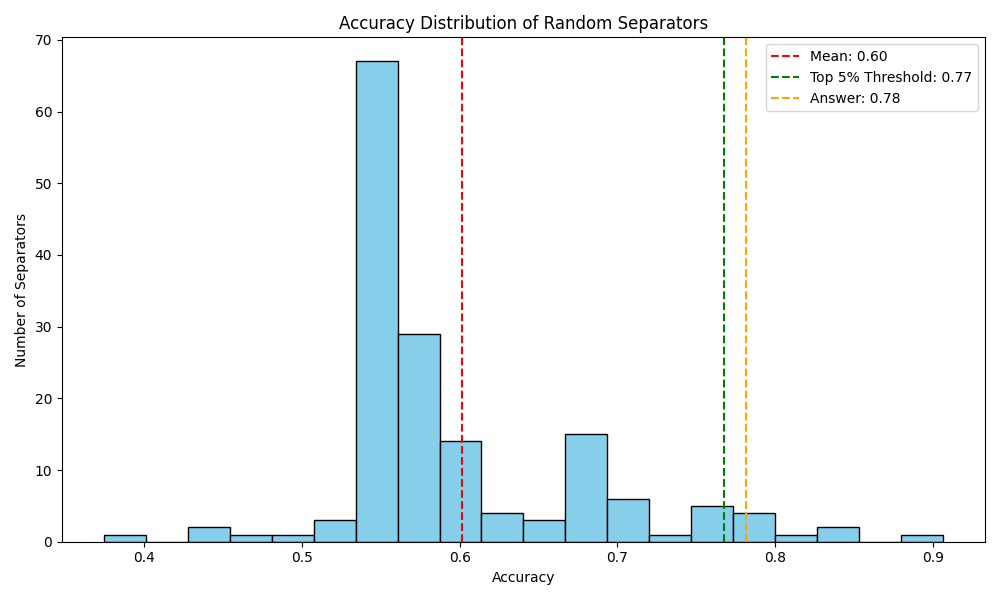 Accuracy Distribution of Random Separators
Mean: 0.60
Top 5% Threshold: 0.77
Answer: 0.78
Number of Separators
70
60
50
40
30
20
10
0
0.4 0.5 0.6 0.7 0.8 0.9
Accuracy